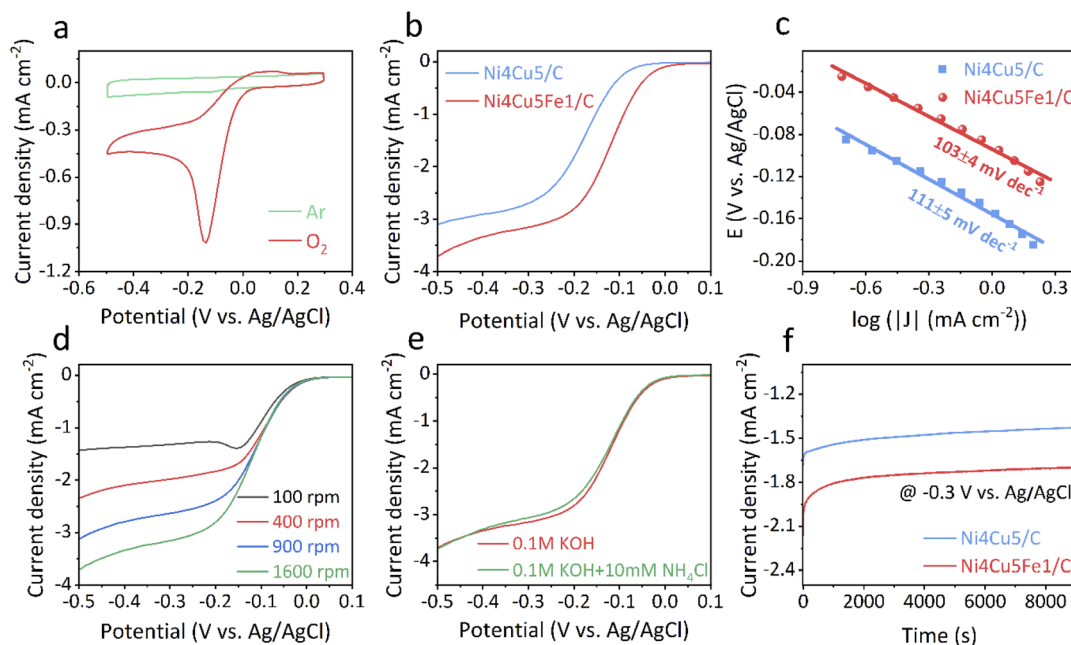 a
Current density (mA cm⁻²)
0.0
-0.3
-0.6
-0.9
-1.2
-0.6
-0.4
-0.2
0.0
0.2
0.4
Ar
O₂
Potential (V vs. Ag/AgCl)
b
Current density (mA cm⁻²)
0
-1
-2
-3
-4
-0.5
-0.4
-0.3
-0.2
-0.1
0.0
0.1
Ni4Cu5/C
Ni4Cu5Fe1/C
Potential (V vs. Ag/AgCl)
c
E (V vs. Ag/AgCl)
-0.04
-0.08
-0.12
-0.16
-0.20
-0.9
-0.6
-0.3
0.0
0.3
Ni4Cu5/C
Ni4Cu5Fe1/C
103±4 mV dec⁻¹
111±5 mV dec⁻¹
log (|J| (mA cm⁻²))
d
Current density (mA cm⁻²)
0
-1
-2
-3
-4
-0.5
-0.4
-0.3
-0.2
-0.1
0.0
0.1
100 rpm
400 rpm
900 rpm
1600 rpm
Potential (V vs. Ag/AgCl)
e
Current density (mA cm⁻²)
0
-1
-2
-3
-4
-0.5
-0.4
-0.3
-0.2
-0.1
0.0
0.1
0.1M KOH
0.1M KOH+10mM NH₄Cl
Potential (V vs. Ag/AgCl)
f
Current density (mA cm⁻²)
-1.2
-1.5
-1.8
-2.1
-2.4
0
2000
4000
6000
8000
@ -0.3 V vs. Ag/AgCl
Ni4Cu5/C
Ni4Cu5Fe1/C
Time (s)